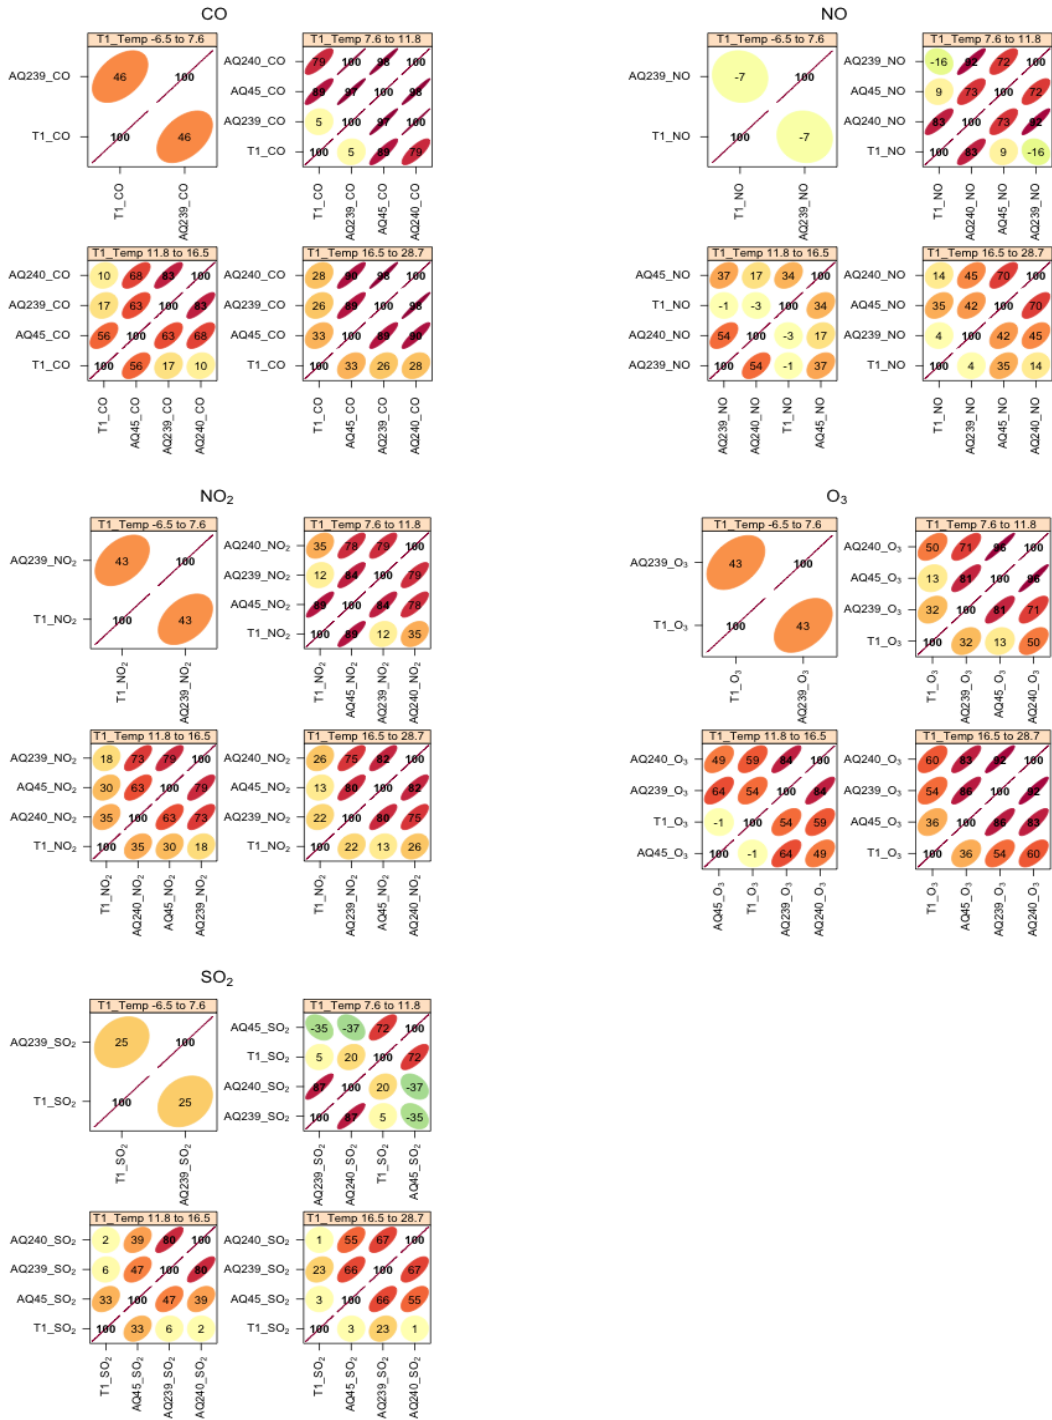 CO
T1_Temp -6.5 to 7.6
AQ239_CO 46 100
T1_CO 100 46
T1_CO AQ239_CO
T1_Temp 7.6 to 11.8
AQ240_CO 79 100 98 100
AQ45_CO 89 97 100 98
AQ239_CO 5 100 97 100
T1_CO 100 5 89 79
T1_CO AQ239_CO AQ45_CO AQ240_CO
T1_Temp 11.8 to 16.5
AQ240_CO 10 68 83 100
AQ239_CO 17 63 100 83
AQ45_CO 56 100 63 68
T1_CO 100 56 17 10
T1_CO AQ45_CO AQ239_CO AQ240_CO
T1_Temp 16.5 to 28.7
AQ240_CO 28 90 98 100
AQ239_CO 26 89 100 98
AQ45_CO 33 100 89 90
T1_CO 100 33 26 28
T1_CO AQ45_CO AQ239_CO AQ240_CO
NO
T1_Temp -6.5 to 7.6
AQ239_NO -7 100
T1_NO 100 -7
T1_NO AQ239_NO
T1_Temp 7.6 to 11.8
AQ239_NO -16 92 72 100
AQ45_NO 9 73 100 72
AQ240_NO 83 100 73 92
T1_NO 100 83 9 -16
T1_NO AQ240_NO AQ45_NO AQ239_NO
T1_Temp 11.8 to 16.5
AQ45_NO 37 17 34 100
T1_NO -1 -3 100 34
AQ240_NO 54 100 -3 17
AQ239_NO 100 54 -1 37
AQ239_NO AQ240_NO T1_NO AQ45_NO
T1_Temp 16.5 to 28.7
AQ240_NO 14 45 70 100
AQ45_NO 35 42 100 70
AQ239_NO 4 100 42 45
T1_NO 100 4 35 14
T1_NO AQ239_NO AQ45_NO AQ240_NO
NO₂
T1_Temp -6.5 to 7.6
AQ239_NO₂ 43 100
T1_NO₂ 100 43
T1_NO₂ AQ239_NO₂
T1_Temp 7.6 to 11.8
AQ240_NO₂ 35 78 79 100
AQ239_NO₂ 12 84 100 79
AQ45_NO₂ 89 100 84 78
T1_NO₂ 100 89 12 35
T1_NO₂ AQ45_NO₂ AQ239_NO₂ AQ240_NO₂
T1_Temp 11.8 to 16.5
AQ239_NO₂ 18 73 79 100
AQ45_NO₂ 30 63 100 79
AQ240_NO₂ 35 100 63 73
T1_NO₂ 100 35 30 18
T1_NO₂ AQ240_NO₂ AQ45_NO₂ AQ239_NO₂
T1_Temp 16.5 to 28.7
AQ240_NO₂ 26 75 82 100
AQ45_NO₂ 13 80 100 82
AQ239_NO₂ 22 100 80 75
T1_NO₂ 100 22 13 26
T1_NO₂ AQ239_NO₂ AQ45_NO₂ AQ240_NO₂
O₃
T1_Temp -6.5 to 7.6
AQ239_O₃ 43 100
T1_O₃ 100 43
T1_O₃ AQ239_O₃
T1_Temp 7.6 to 11.8
AQ240_O₃ 50 71 96 100
AQ45_O₃ 13 81 100 96
AQ239_O₃ 32 100 81 71
T1_O₃ 100 32 13 50
T1_O₃ AQ239_O₃ AQ45_O₃ AQ240_O₃
T1_Temp 11.8 to 16.5
AQ240_O₃ 49 59 84 100
AQ239_O₃ 64 54 100 84
T1_O₃ -1 100 54 59
AQ45_O₃ 100 -1 64 49
AQ45_O₃ T1_O₃ AQ239_O₃ AQ240_O₃
T1_Temp 16.5 to 28.7
AQ240_O₃ 60 83 92 100
AQ239_O₃ 54 86 100 92
AQ45_O₃ 36 100 86 83
T1_O₃ 100 36 54 60
T1_O₃ AQ45_O₃ AQ239_O₃ AQ240_O₃
SO₂
T1_Temp -6.5 to 7.6
AQ239_SO₂ 25 100
T1_SO₂ 100 25
T1_SO₂ AQ239_SO₂
T1_Temp 7.6 to 11.8
AQ45_SO₂ -35 -37 72 100
T1_SO₂ 5 20 100 72
AQ240_SO₂ 87 100 20 -37
AQ239_SO₂ 100 87 5 -35
AQ239_SO₂ AQ240_SO₂ T1_SO₂ AQ45_SO₂
T1_Temp 11.8 to 16.5
AQ240_SO₂ 2 39 80 100
AQ239_SO₂ 6 47 100 80
AQ45_SO₂ 33 100 47 39
T1_SO₂ 100 33 6 2
T1_SO₂ AQ45_SO₂ AQ239_SO₂ AQ240_SO₂
T1_Temp 16.5 to 28.7
AQ240_SO₂ 1 55 67 100
AQ239_SO₂ 23 66 100 67
AQ45_SO₂ 3 100 66 55
T1_SO₂ 100 3 23 1
T1_SO₂ AQ45_SO₂ AQ239_SO₂ AQ240_SO₂